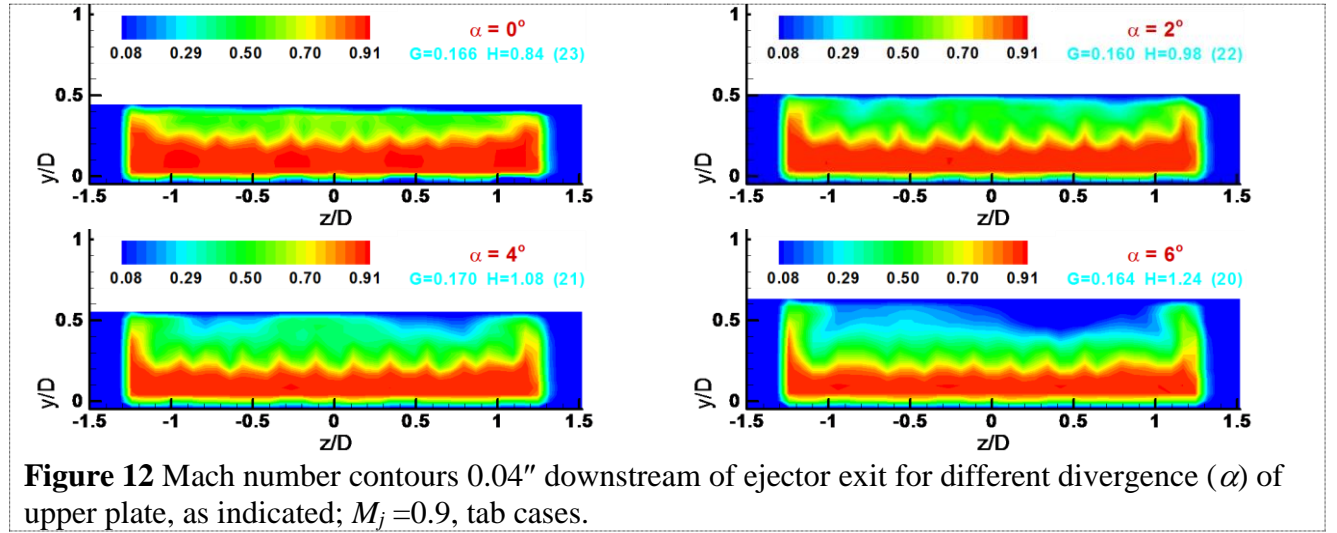 1
α = 0°
0.08 0.29 0.50 0.70 0.91
G=0.166 H=0.84 (23)
y/D
0.5
0
-1.5 -1 -0.5 0 0.5 1 1.5
z/D
1
α = 2°
0.08 0.29 0.50 0.70 0.91
G=0.160 H=0.98 (22)
y/D
0.5
0
-1.5 -1 -0.5 0 0.5 1 1.5
z/D
1
α = 4°
0.08 0.29 0.50 0.70 0.91
G=0.170 H=1.08 (21)
y/D
0.5
0
-1.5 -1 -0.5 0 0.5 1 1.5
z/D
1
α = 6°
0.08 0.29 0.50 0.70 0.91
G=0.164 H=1.24 (20)
y/D
0.5
0
-1.5 -1 -0.5 0 0.5 1 1.5
z/D
Figure 12 Mach number contours 0.04″ downstream of ejector exit for different divergence (α) of
upper plate, as indicated; Mj =0.9, tab cases.